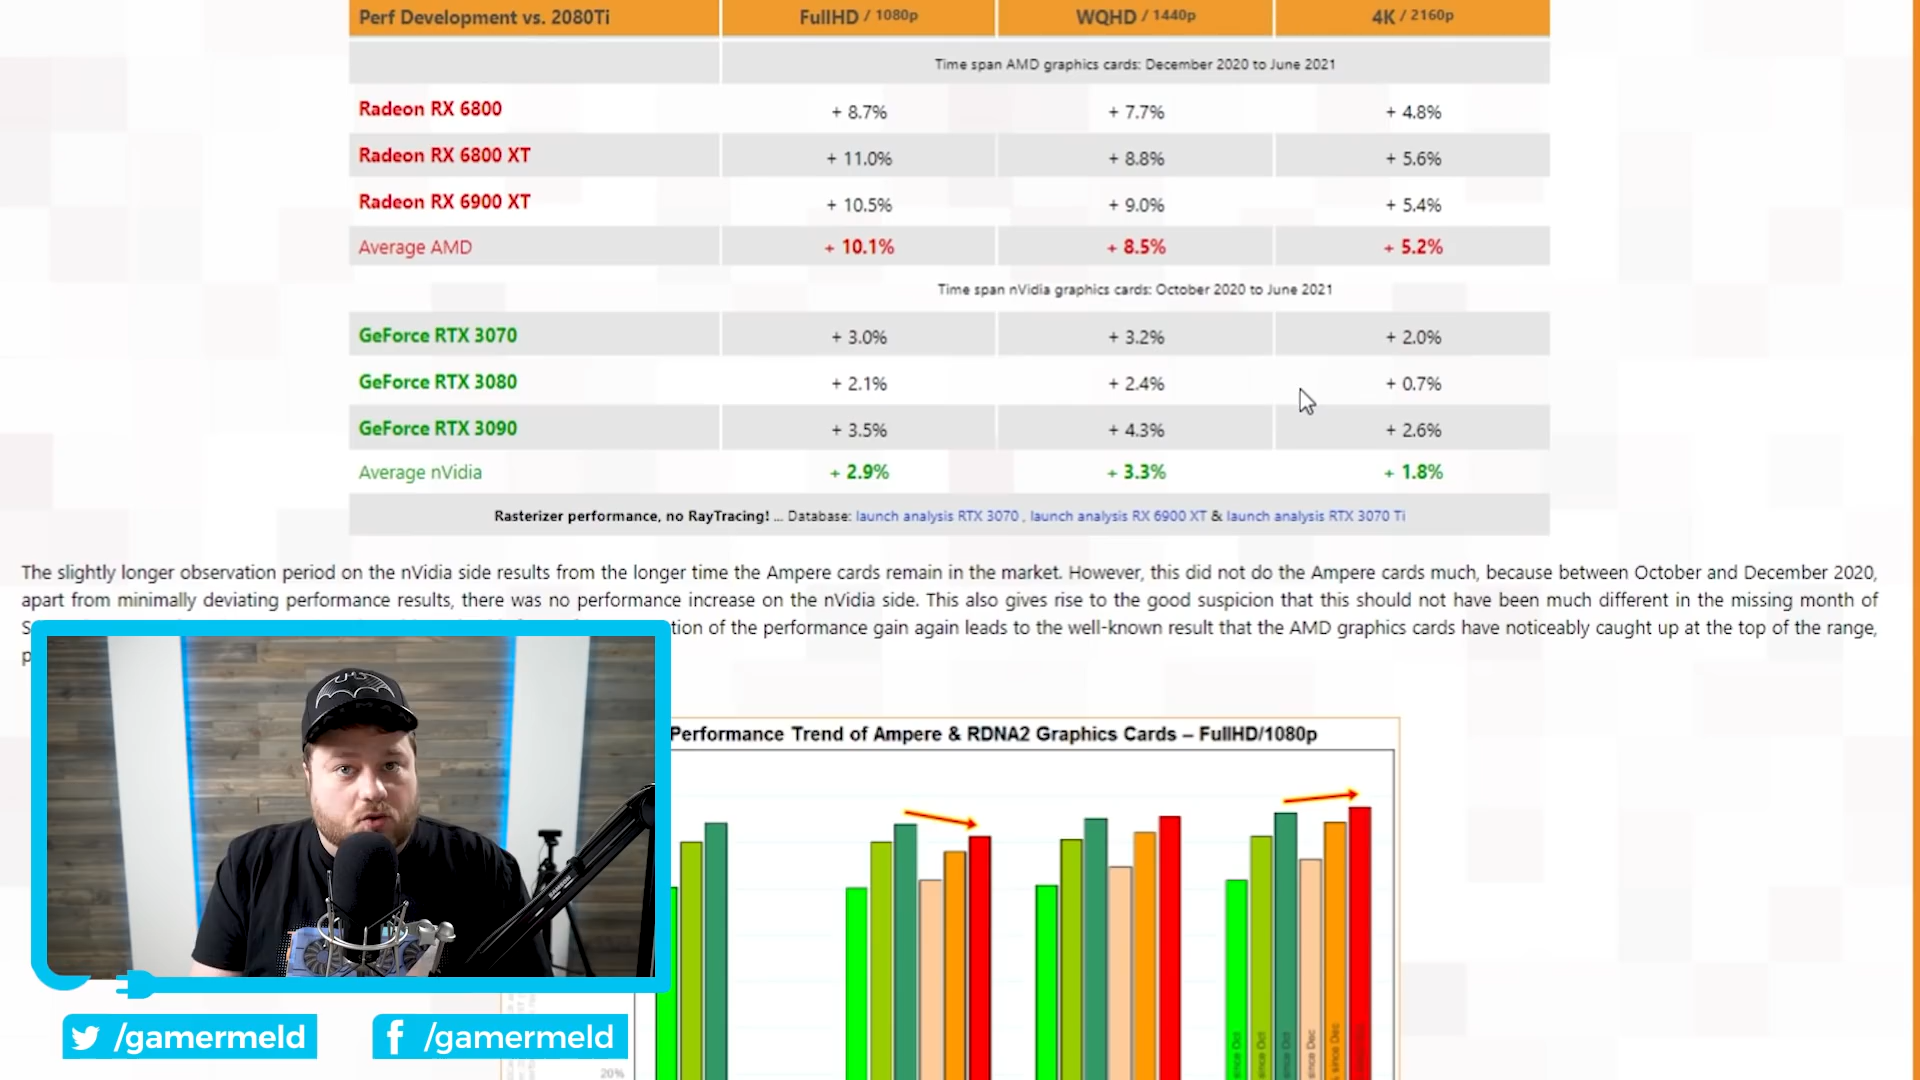 Perf Development vs. 2080Ti FullHD / 1080p WQHD / 1440p 4K / 2160p
Time span AMD graphics cards: December 2020 to June 2021
Radeon RX 6800 + 8.7% + 7.7% + 4.8%
Radeon RX 6800 XT + 11.0% + 8.8% + 5.6%
Radeon RX 6900 XT + 10.5% + 9.0% + 5.4%
Average AMD + 10.1% + 8.5% + 5.2%
Time span nVidia graphics cards: October 2020 to June 2021
GeForce RTX 3070 + 3.0% + 3.2% + 2.0%
GeForce RTX 3080 + 2.1% + 2.4% + 0.7%
GeForce RTX 3090 + 3.5% + 4.3% + 2.6%
Average nVidia + 2.9% + 3.3% + 1.8%
Rasterizer performance, no RayTracing! ... Database: launch analysis RTX 3070 , launch analysis RX 6900 XT & launch analysis RTX 3070 Ti
The slightly longer observation period on the nVidia side results from the longer time the Ampere cards remain in the market. However, this did not do the Ampere cards much, because between October and December 2020,
apart from minimally deviating performance results, there was no performance increase on the nVidia side. This also gives rise to the good suspicion that this should not have been much different in the missing month of
of the performance gain again leads to the well-known result that the AMD graphics cards have noticeably caught up at the top of the range,
Performance Trend of Ampere & RDNA2 Graphics Cards – FullHD/1080p
since Dec
20%
/gamermeld
/gamermeld